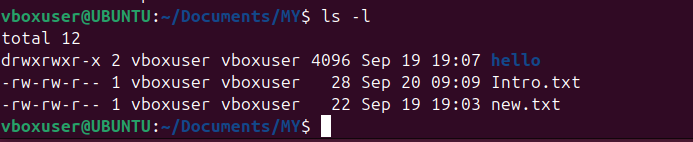 vboxuser@UBUNTU:~/Documents/MY$ ls -l
total 12
drwxrwxr-x 2 vboxuser vboxuser 4096 Sep 19 19:07 hello
-rw-rw-r-- 1 vboxuser vboxuser   28 Sep 20 09:09 Intro.txt
-rw-rw-r-- 1 vboxuser vboxuser   22 Sep 19 19:03 new.txt
vboxuser@UBUNTU:~/Documents/MY$